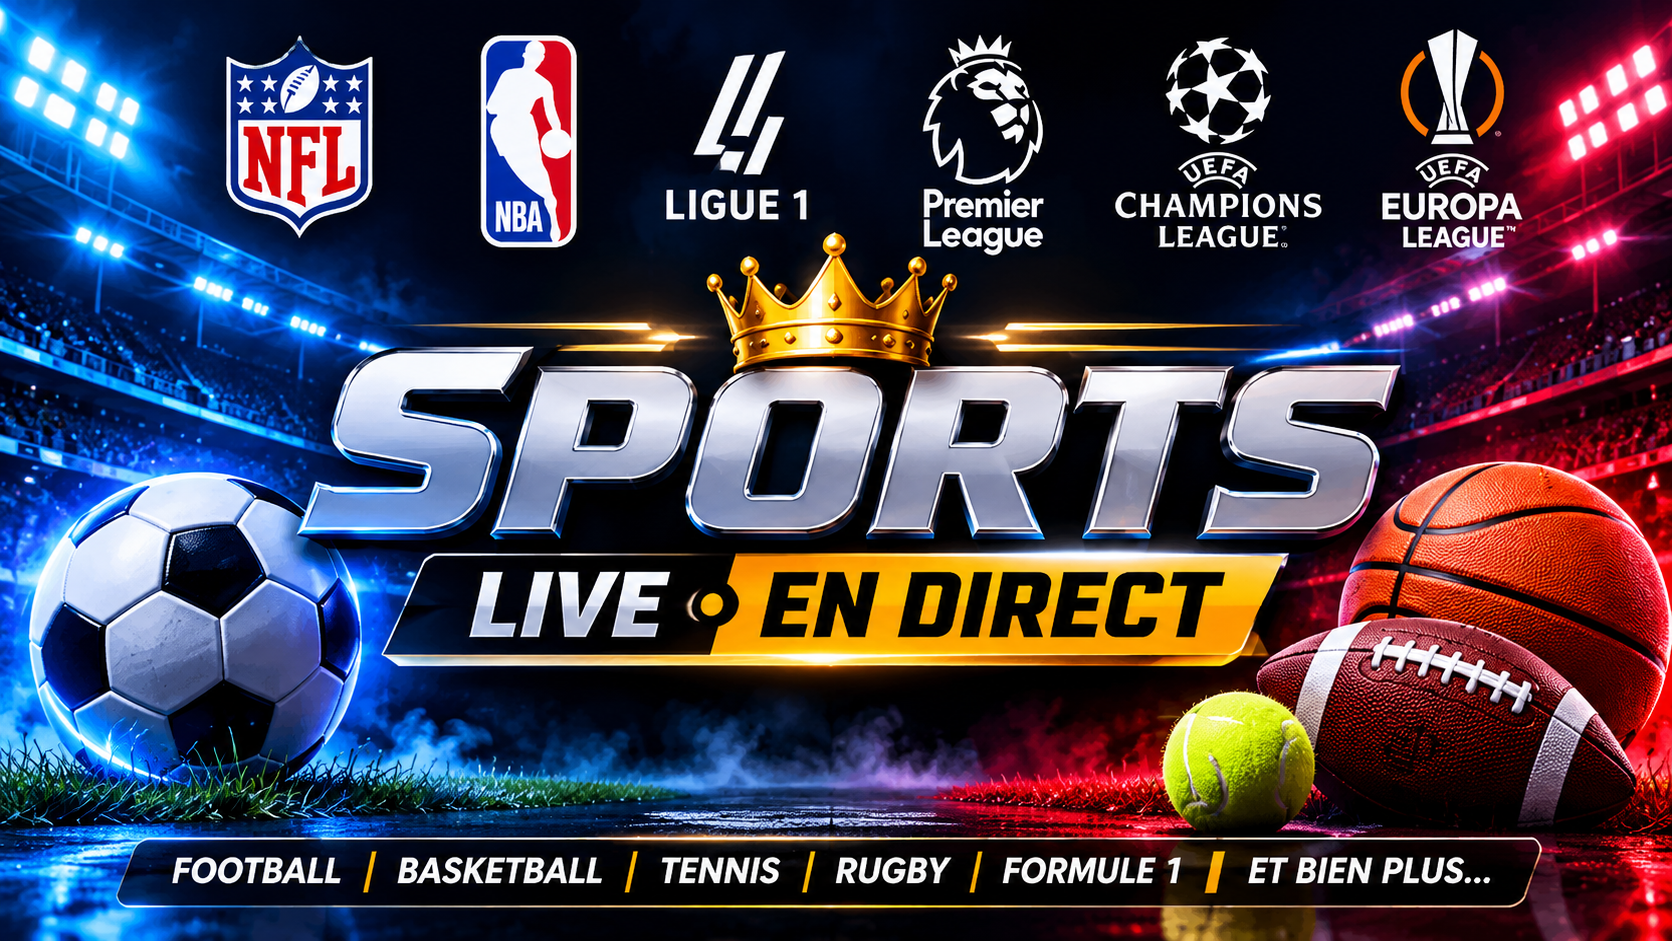 NFL
NBA
LIGUE 1
Premier
League
UEFA
CHAMPIONS
LEAGUE
UEFA
EUROPA
LEAGUE™
SPORTS
LIVE EN DIRECT
FOOTBALL / BASKETBALL / TENNIS / RUGBY / FORMULE 1 / ET BIEN PLUS...